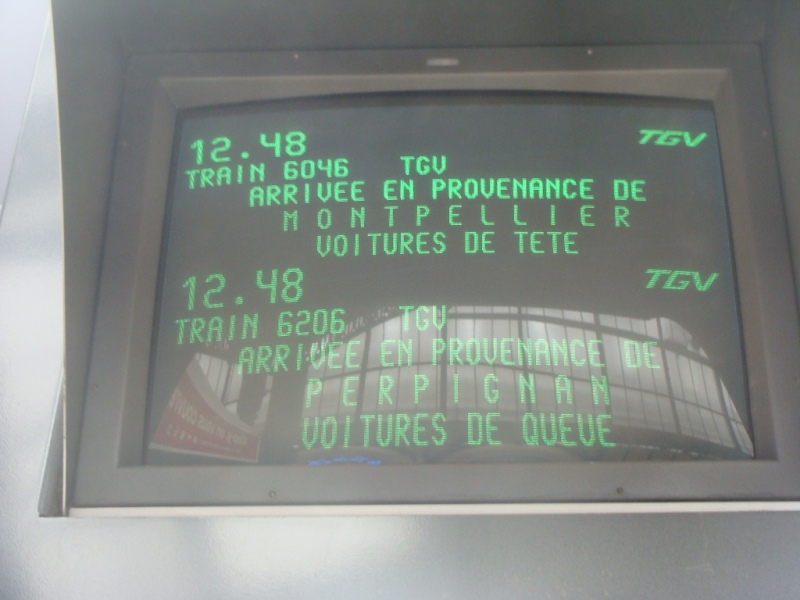 12.48 TGV
TRAIN 6046 TGV
ARRIVEE EN PROVENANCE DE
MONTPELLIER
VOITURES DE TETE
12.48 TGV
TRAIN 6206 TGV
ARRIVEE EN PROVENANCE DE
PERPIGNAN
VOITURES DE QUEUE